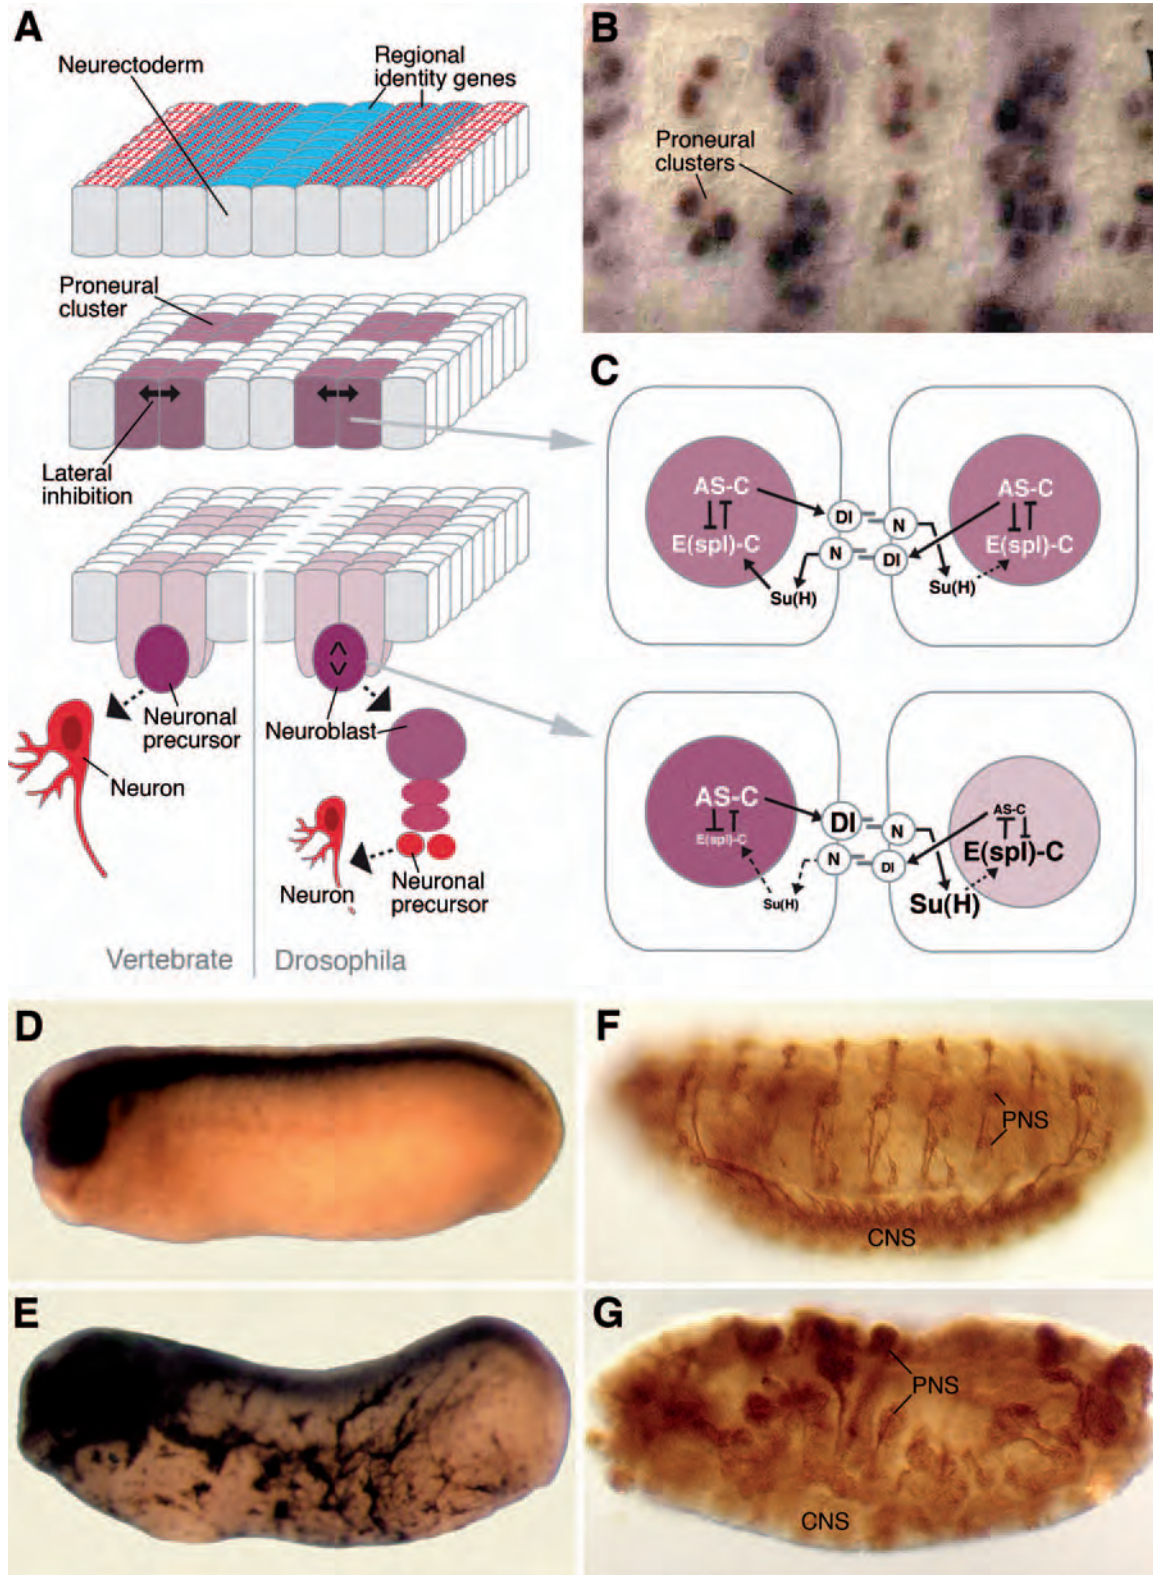 A
Neurectoderm
Regional
identity genes
Proneural
cluster
Lateral
inhibition
Neuronal
precursor
Neuron
Neuroblast
Neuron
Neuronal
precursor
Vertebrate
Drosophila
B
Proneural
clusters
C
AS-C
E(spl)-C
Dl
N
N
Dl
Su(H)
AS-C
E(spl)-C
Su(H)
AS-C
E(spl)-C
Dl
N
N
Dl
Su(H)
AS-C
E(spl)-C
Su(H)
D
E
F
PNS
CNS
G
PNS
CNS